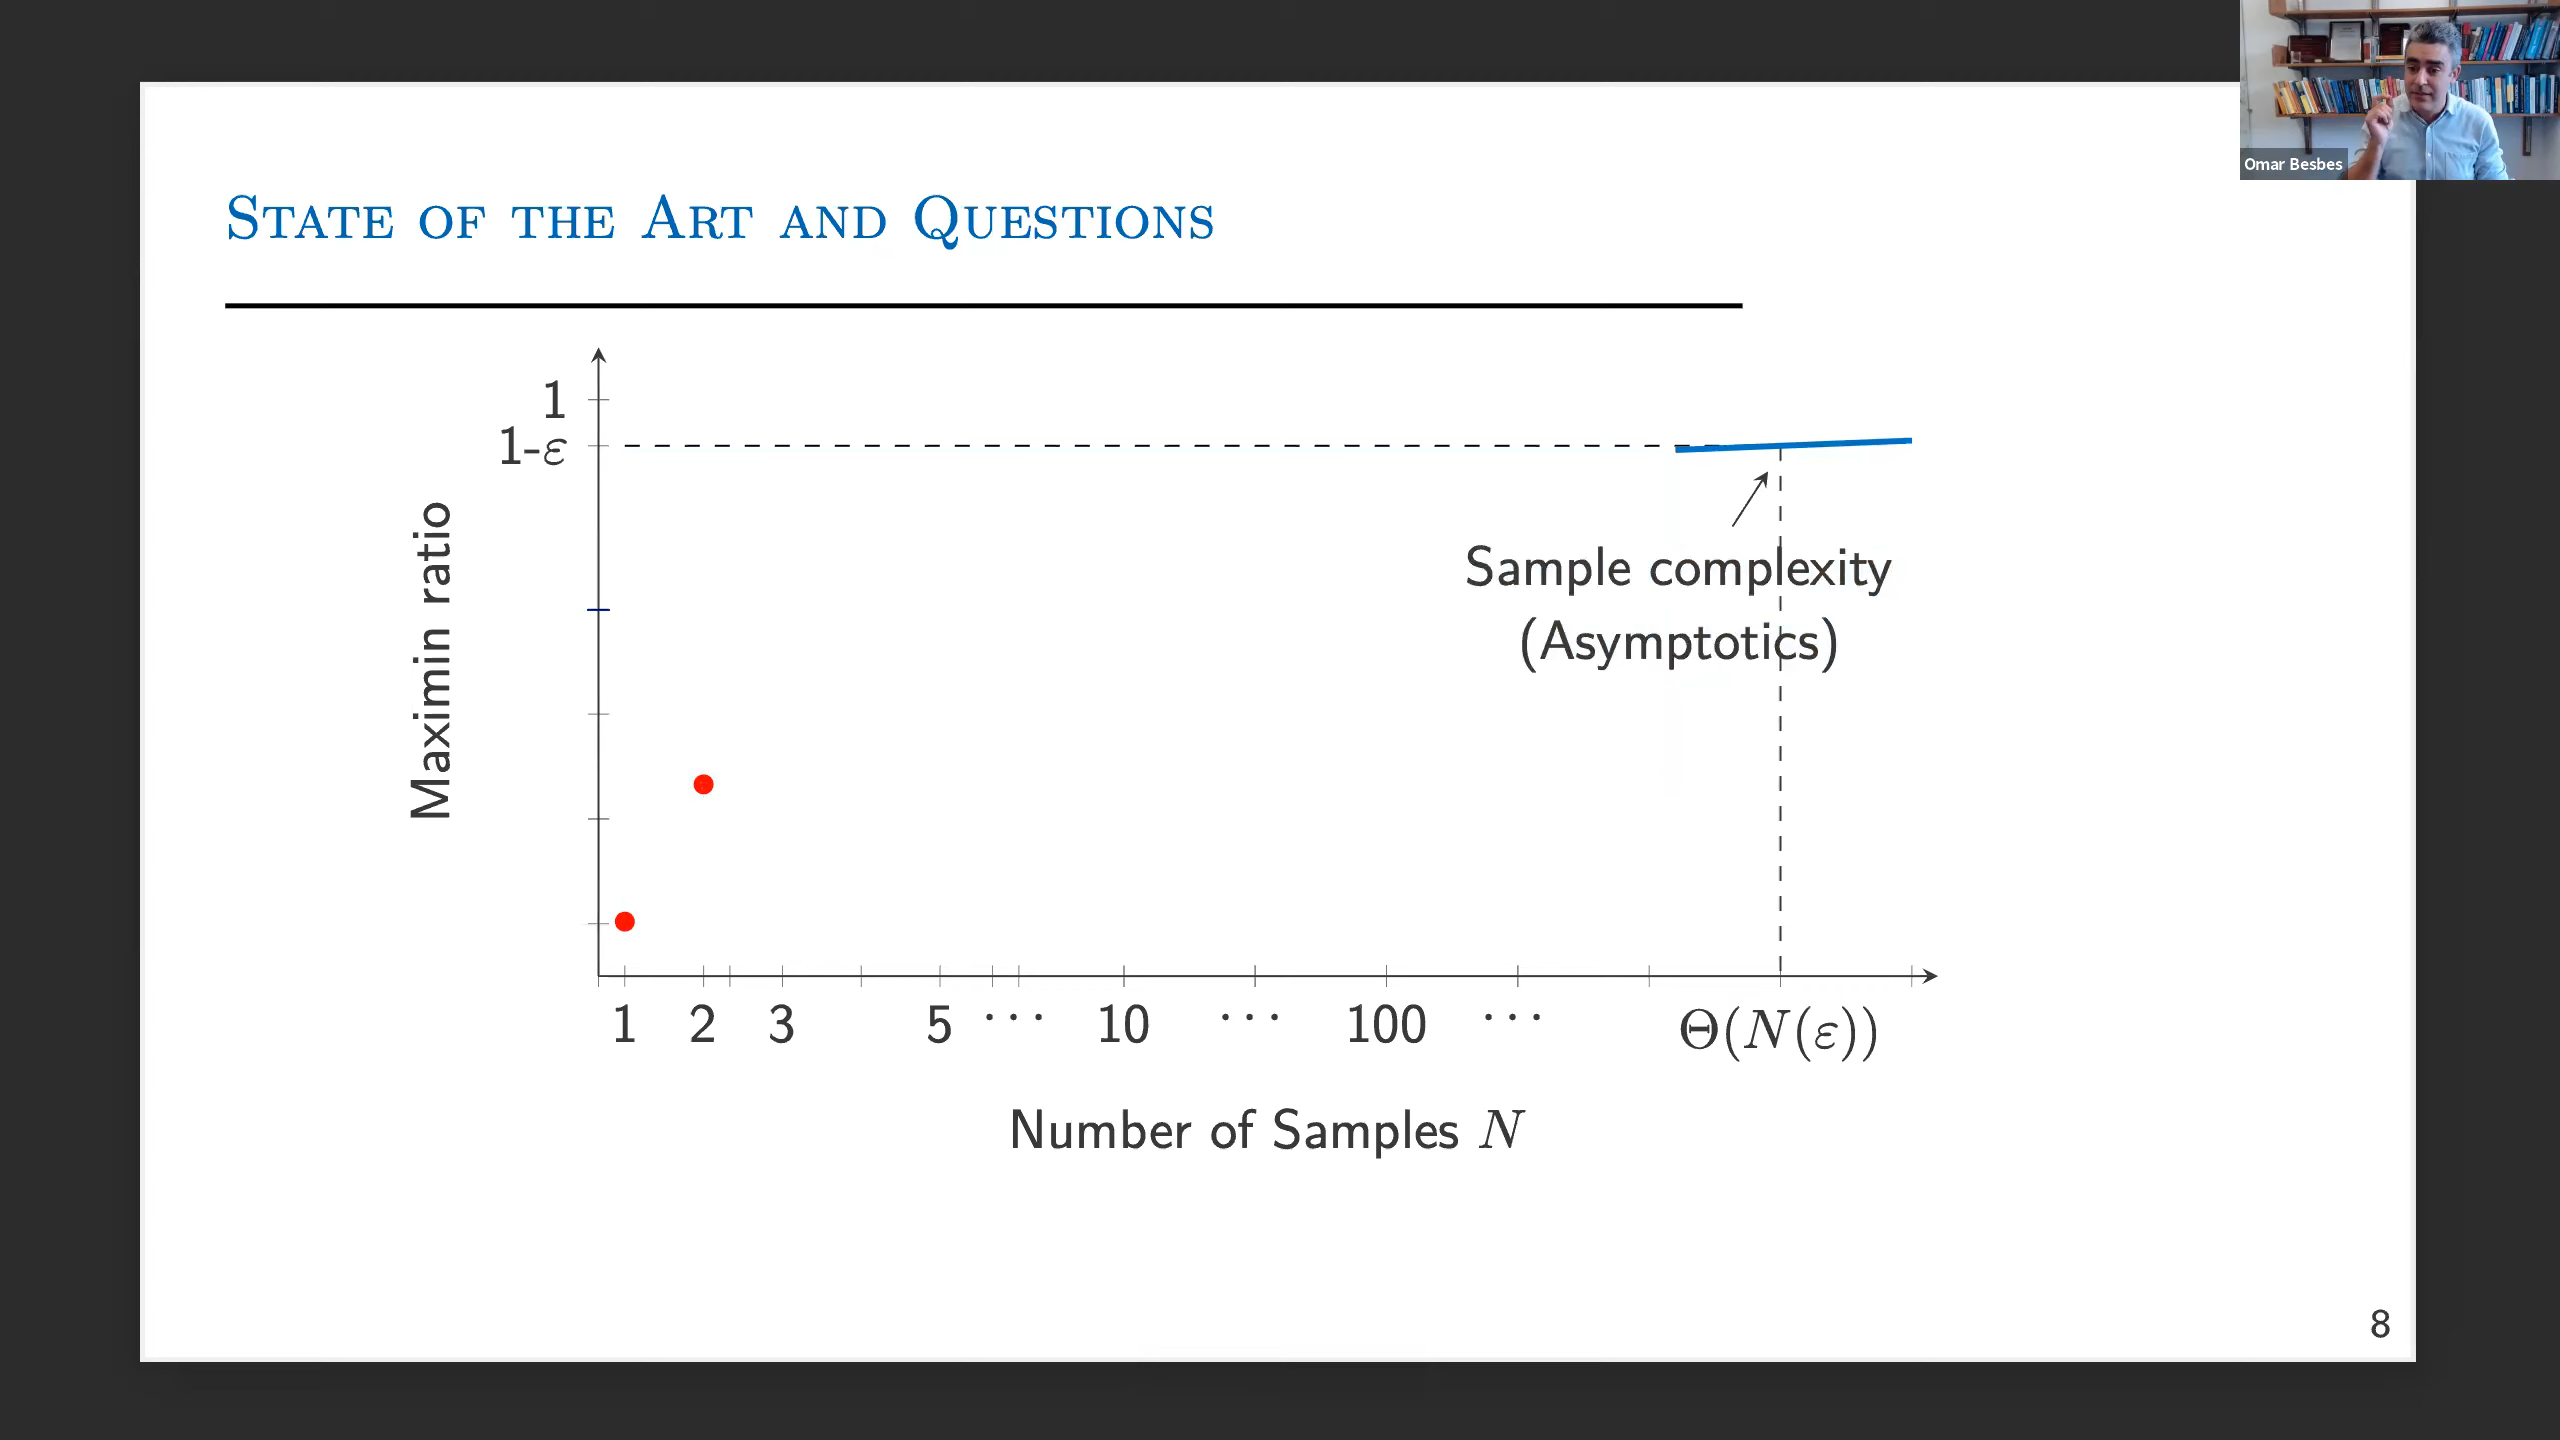 Omar Besbes
State of the Art and Questions
1
1-ε
Maximin ratio
Sample complexity
(Asymptotics)
1 2 3 5 ··· 10 ··· 100 ··· Θ(N(ε))
Number of Samples N
8